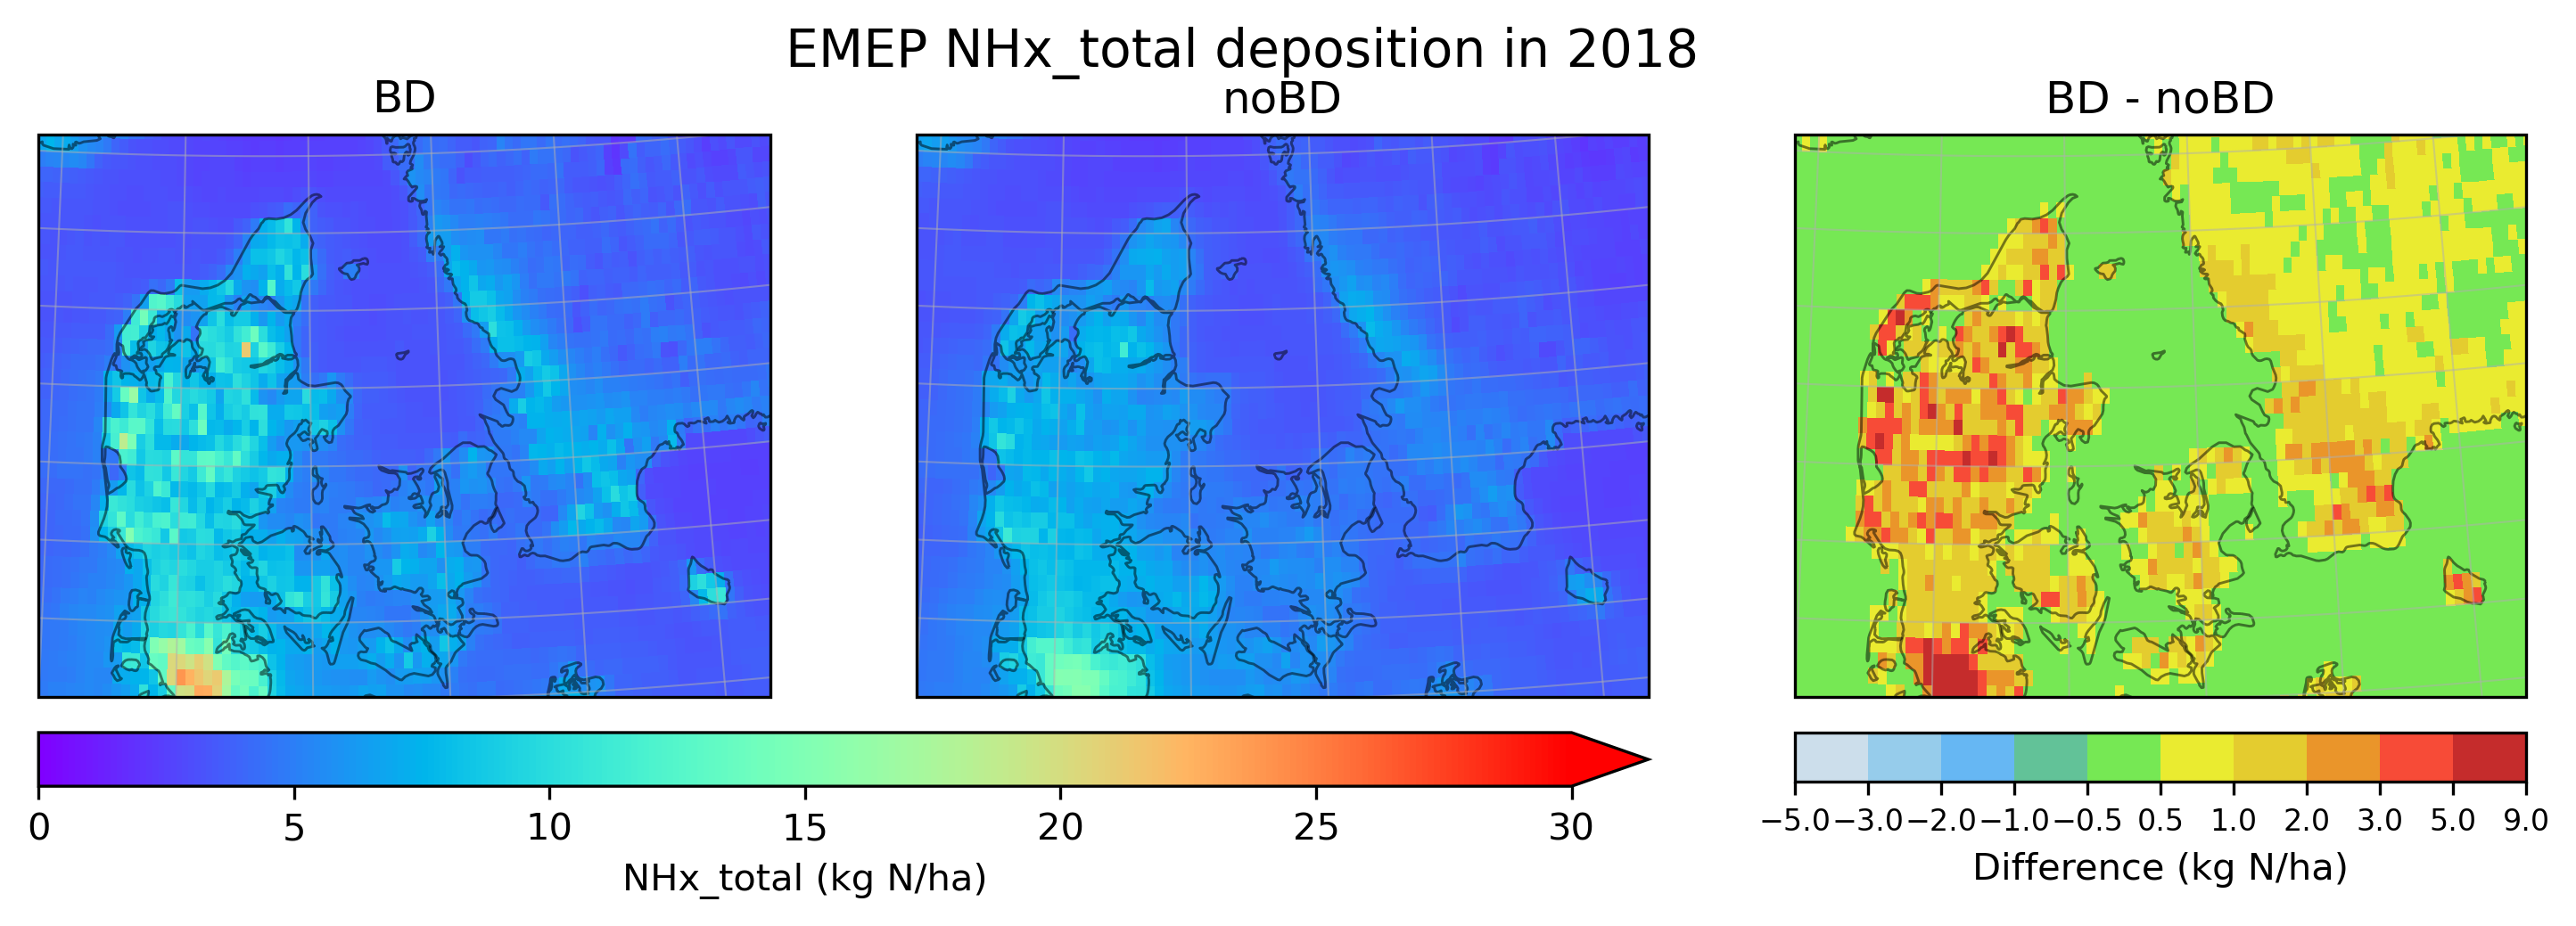 EMEP NHx_total deposition in 2018
BD noBD BD - noBD
0 5 10 15 20 25 30
NHx_total (kg N/ha)
−5.0 −3.0 −2.0 −1.0 −0.5 0.5 1.0 2.0 3.0 5.0 9.0
Difference (kg N/ha)